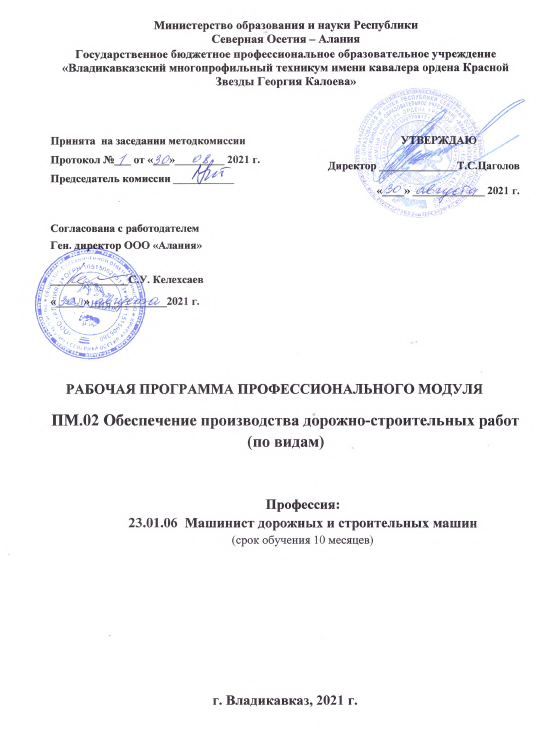 Министерство образования и науки Республики
Северная Осетия – Алания
Государственное бюджетное профессиональное образовательное учреждение
«Владикавказский многопрофильный техникум имени кавалера ордена Красной
Звезды Георгия Калоева»
Принята на заседании методкомиссии
Протокол № 1 от «30» 08 2021 г.
Председатель комиссии
УТВЕРЖДАЮ
Директор Т.С.Цаголов
«30» августа 2021 г.
Согласована с работодателем
Ген. директор ООО «Алания»
С.У. Келехсаев
«30» августа 2021 г.
РАБОЧАЯ ПРОГРАММА ПРОФЕССИОНАЛЬНОГО МОДУЛЯ
ПМ.02 Обеспечение производства дорожно-строительных работ
(по видам)
Профессия:
23.01.06 Машинист дорожных и строительных машин
(срок обучения 10 месяцев)
г. Владикавказ, 2021 г.